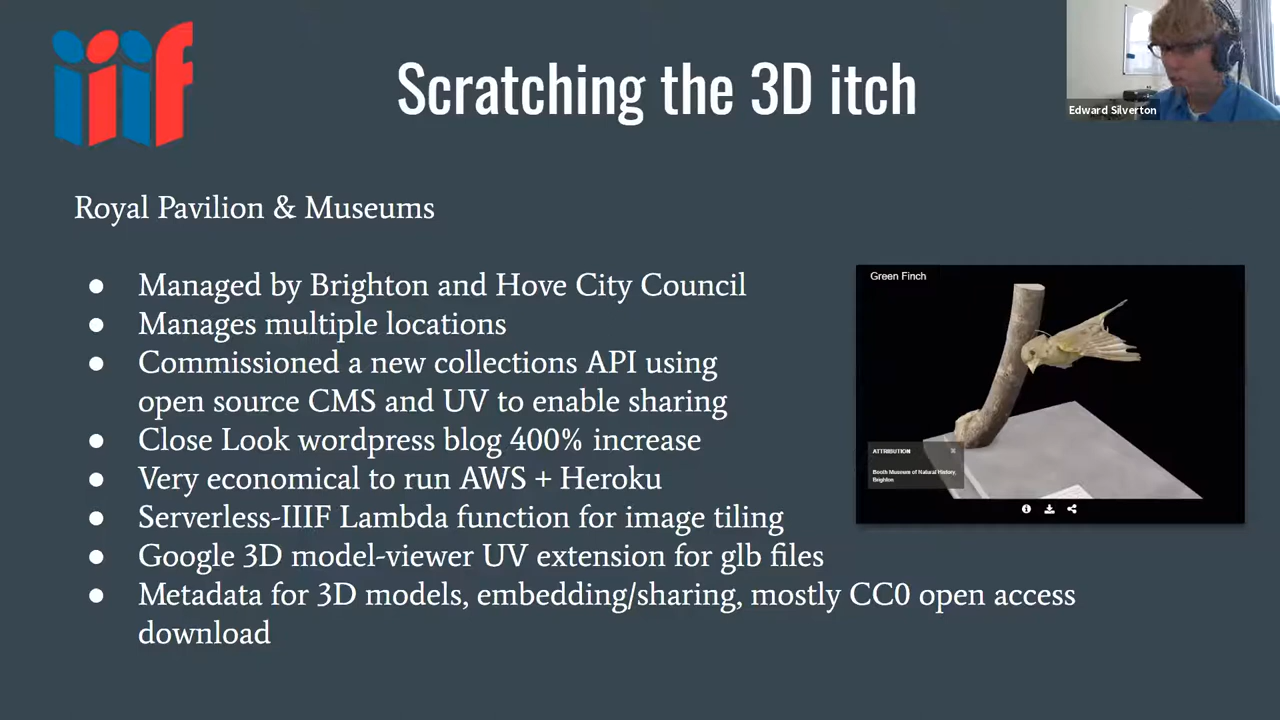 iiif
Scratching the 3D itch
Edward Silverton
Royal Pavilion & Museums
● Managed by Brighton and Hove City Council
● Manages multiple locations
● Commissioned a new collections API using
open source CMS and UV to enable sharing
● Close Look wordpress blog 400% increase
● Very economical to run AWS + Heroku
● Serverless-IIIF Lambda function for image tiling
● Google 3D model-viewer UV extension for glb files
● Metadata for 3D models, embedding/sharing, mostly CC0 open access
download
Green Finch
ATTRIBUTION
Booth Museum of Natural History,
Brighton